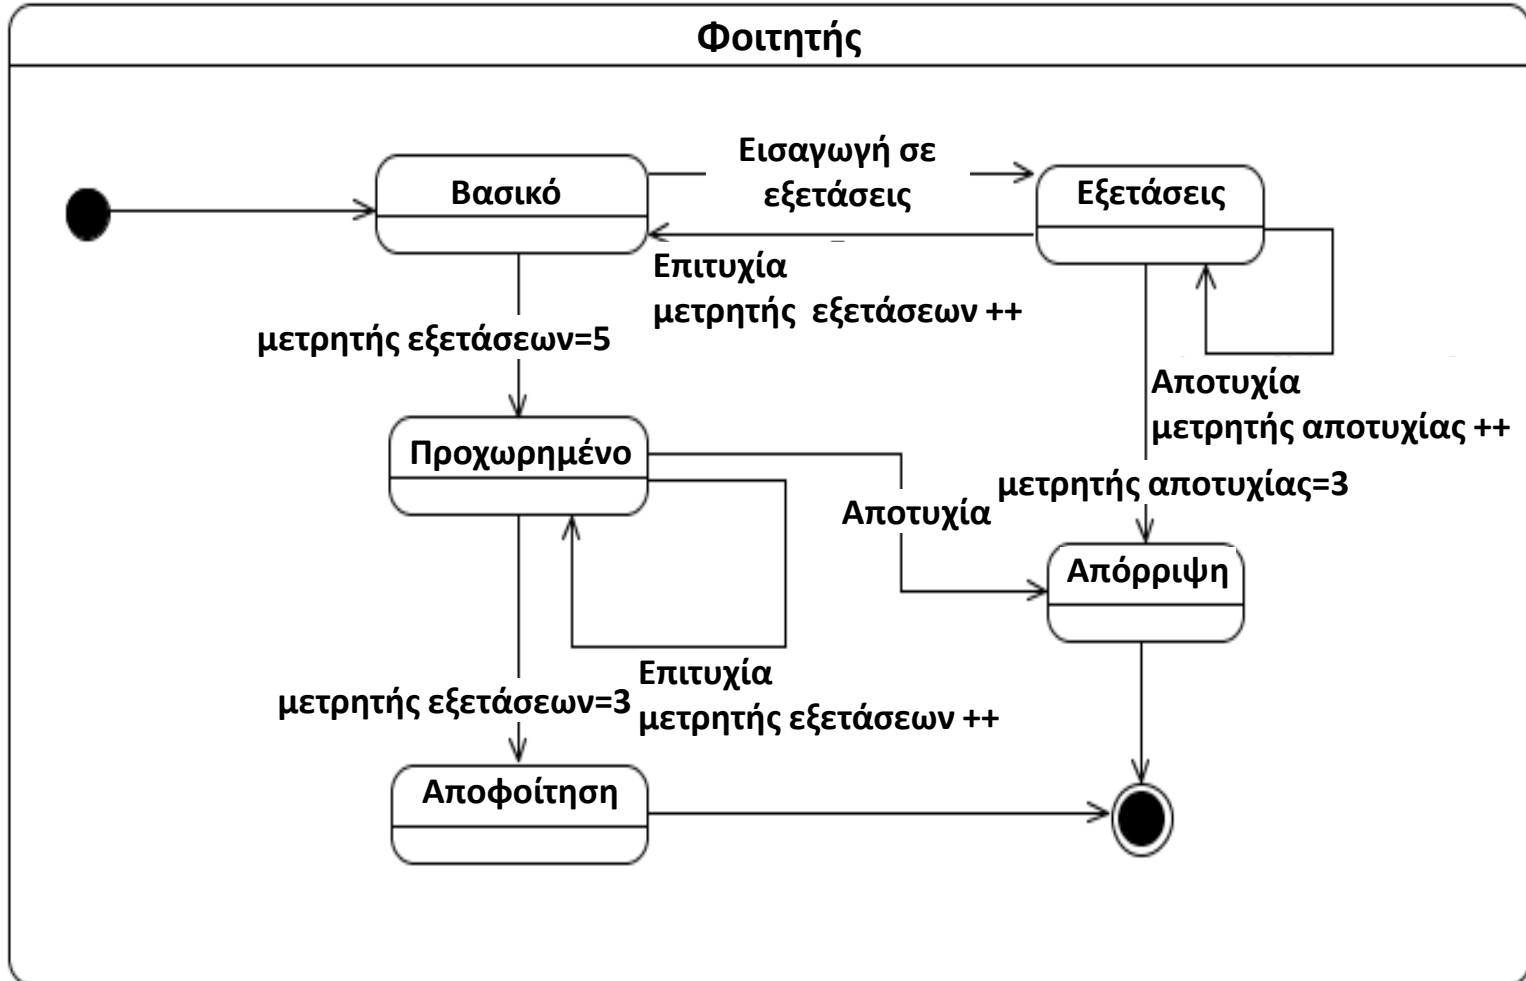 Φοιτητής
Βασικό
Εισαγωγή σε
εξετάσεις
Εξετάσεις
Επιτυχία
μετρητής εξετάσεων ++
μετρητής εξετάσεων=5
Αποτυχία
μετρητής αποτυχίας ++
Προχωρημένο
Αποτυχία
μετρητής αποτυχίας=3
Απόρριψη
Επιτυχία
μετρητής εξετάσεων ++
μετρητής εξετάσεων=3
Αποφοίτηση